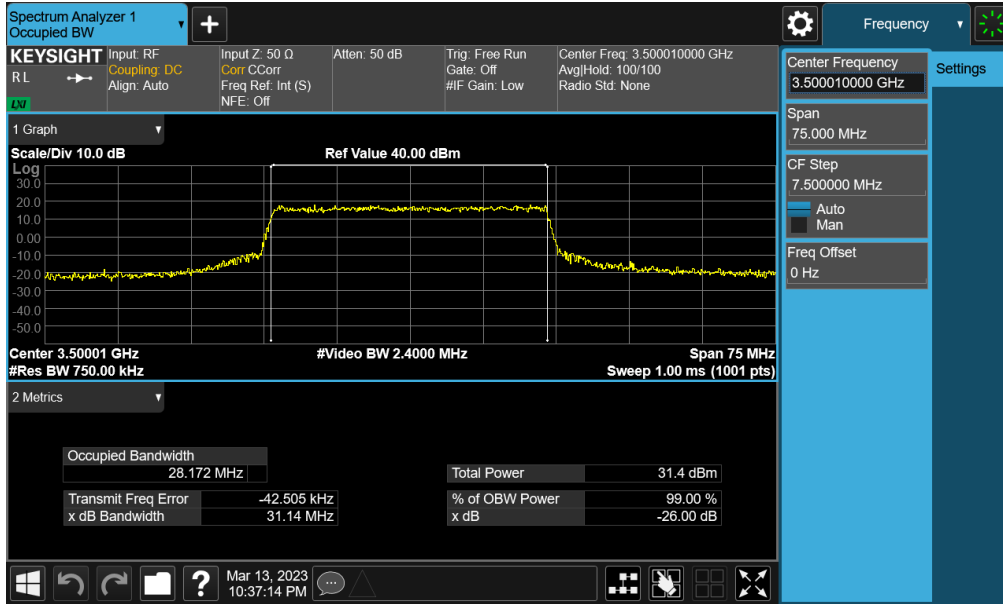 Spectrum Analyzer 1
Occupied BW
Frequency
KEYSIGHT
R L
LXI
Input: RF
Coupling: DC
Align: Auto
Input Z: 50 Ω
Corr CCorr
Freq Ref: Int (S)
NFE: Off
Atten: 50 dB
Trig: Free Run
Gate: Off
#IF Gain: Low
Center Freq: 3.500010000 GHz
Avg|Hold: 100/100
Radio Std: None
1 Graph
Scale/Div 10.0 dB
Ref Value 40.00 dBm
Log
30.0
20.0
10.0
0.00
-10.0
-20.0
-30.0
-40.0
-50.0
Center 3.50001 GHz
#Video BW 2.4000 MHz
Span 75 MHz
#Res BW 750.00 kHz
Sweep 1.00 ms (1001 pts)
2 Metrics
Occupied Bandwidth
28.172 MHz
Transmit Freq Error -42.505 kHz
x dB Bandwidth 31.14 MHz
Total Power 31.4 dBm
% of OBW Power 99.00 %
x dB -26.00 dB
Center Frequency
3.500010000 GHz
Span
75.000 MHz
CF Step
7.500000 MHz
Auto
Man
Freq Offset
0 Hz
Settings
?
Mar 13, 2023
10:37:14 PM